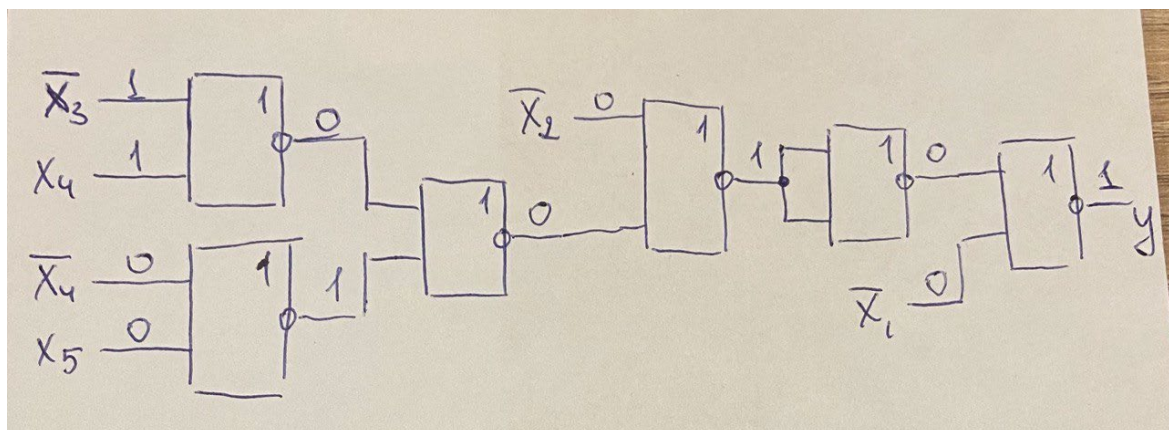 X̅₃ 1 1 0
X₄ 1
X̅₄ 0 1 1
X₅ 0
1 0
X̅₂ 0 1 1
1 0
X̅₁ 0
1 1 y